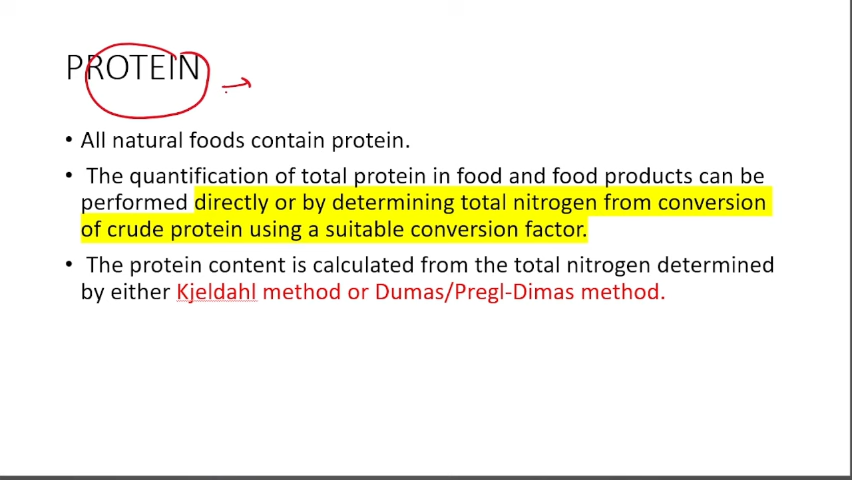 PROTEIN
• All natural foods contain protein.
• The quantification of total protein in food and food products can be
performed directly or by determining total nitrogen from conversion
of crude protein using a suitable conversion factor.
• The protein content is calculated from the total nitrogen determined
by either Kjeldahl method or Dumas/Pregl-Dimas method.